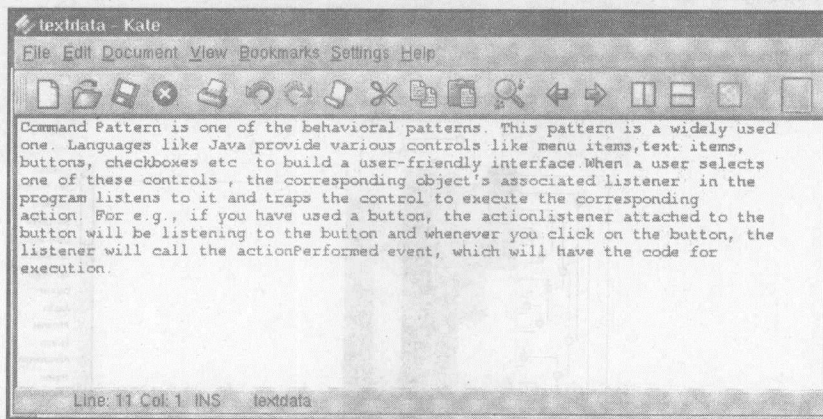 textdata - Kate
File Edit Document View Bookmarks Settings Help
Command Pattern is one of the behavioral patterns. This pattern is a widely used
one. Languages like Java provide various controls like menu items,text items,
buttons, checkboxes etc  to build a user-friendly interface.When a user selects
one of these controls , the corresponding object's associated listener  in the
program listens to it and traps the control to execute the corresponding
action. For e.g., if you have used a button, the actionlistener attached to the
button will be listening to the button and whenever you click on the button, the
listener will call the actionPerformed event, which will have the code for
execution.
Line: 11 Col: 1  INS  textdata